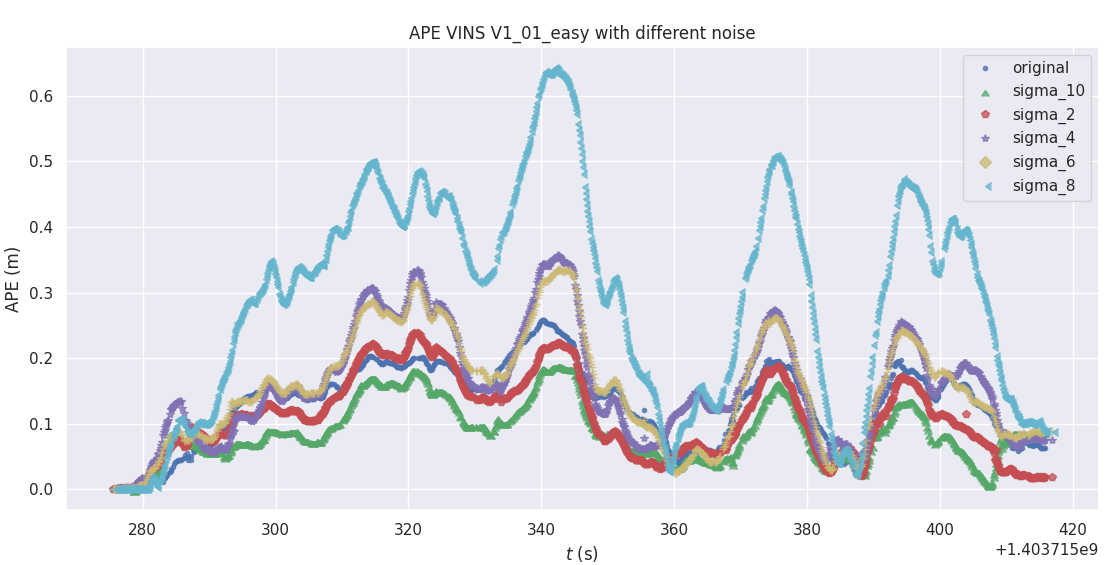 APE VINS V1_01_easy with different noise
original
sigma_10
sigma_2
sigma_4
sigma_6
sigma_8
APE (m)
0.6
0.5
0.4
0.3
0.2
0.1
0.0
280 300 320 340 360 380 400 420
t (s)
+1.403715e9